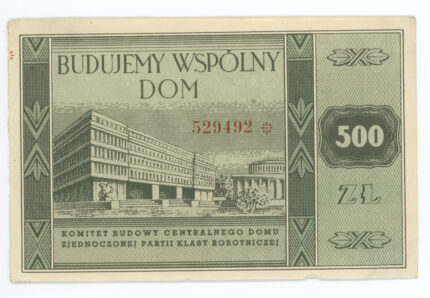 BUDUJEMY WSPÓLNY
DOM
529492 *
500
ZŁ
KOMITET BUDOWY CENTRALNEGO DOMU
ZJEDNOCZONEJ PARTII KLASY ROBOTNICZEJ